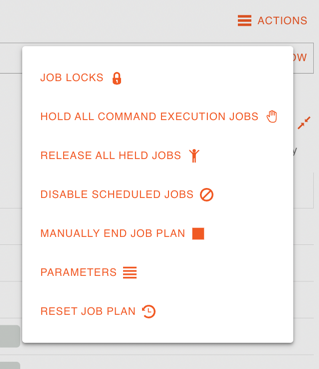 ACTIONS
OW
JOB LOCKS
HOLD ALL COMMAND EXECUTION JOBS
RELEASE ALL HELD JOBS
y
DISABLE SCHEDULED JOBS
MANUALLY END JOB PLAN
PARAMETERS
RESET JOB PLAN